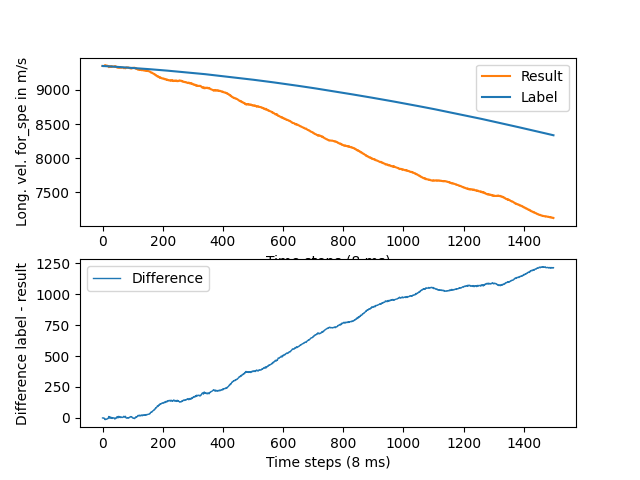 Long. vel. for_spe in m/s
9000
8500
8000
7500
Result
Label
0 200 400 600 800 1000 1200 1400
Time steps (8 ms)
Difference label - result
1250
1000
750
500
250
0
Difference
0 200 400 600 800 1000 1200 1400
Time steps (8 ms)